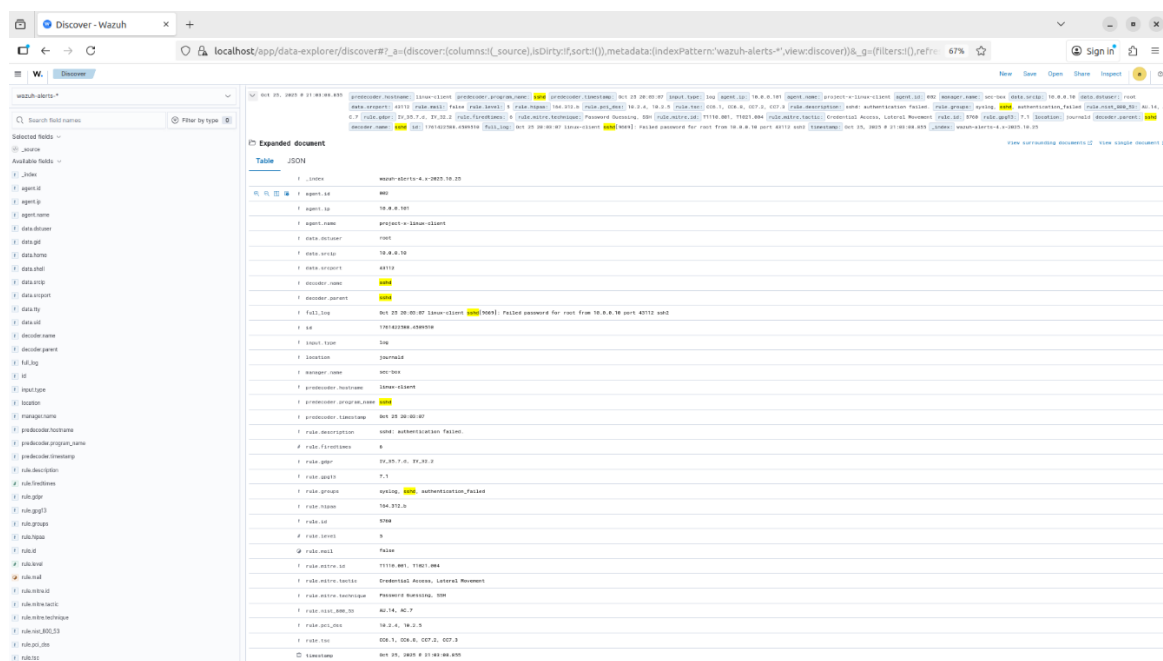 Discover - Wazuh
localhost/app/data-explorer/discover#?_a=(discover:(columns:!(_source),isDirty:!f,sort:!()),metadata:(indexPattern:'wazuh-alerts-*',view:discover))&_g=(filters:!(),refre
67%
Sign in
W.
Discover
New Save Open Share Inspect
wazuh-alerts-*
Search field names
Filter by type 0
Selected fields
_source
Available fields
_index
agent.id
agent.ip
agent.name
data.dstuser
data.gid
data.home
data.shell
data.srcip
data.srcport
data.tty
data.uid
decoder.name
decoder.parent
full_log
id
input.type
location
manager.name
predecoder.hostname
predecoder.program_name
predecoder.timestamp
rule.description
rule.firedtimes
rule.gdpr
rule.gpg13
rule.groups
rule.hipaa
rule.id
rule.level
rule.mail
rule.mitre.id
rule.mitre.tactic
rule.mitre.technique
rule.nist_800_53
rule.pci_dss
rule.tsc
Expanded document
View surrounding documents
View single document
Table JSON
_index wazuh-alerts-4.x-2025.10.25
agent.id 002
agent.ip 10.0.0.101
agent.name project-x-linux-client
data.dstuser root
data.srcip 10.0.0.10
data.srcport 43112
decoder.name sshd
decoder.parent sshd
full_log Oct 25 20:03:07 linux-client sshd[9669]: Failed password for root from 10.0.0.10 port 43112 ssh2
id
input.type log
location journald
manager.name sec-box
predecoder.hostname linux-client
predecoder.program_name sshd
predecoder.timestamp Oct 25 20:03:07
rule.description sshd: authentication failed.
rule.firedtimes 6
rule.gdpr IV_35.7.d, IV_32.2
rule.gpg13 7.1
rule.groups syslog, sshd, authentication_failed
rule.hipaa 164.312.b
rule.id 5760
rule.level 5
rule.mail false
rule.mitre.id T1110.001, T1021.004
rule.mitre.tactic Credential Access, Lateral Movement
rule.mitre.technique Password Guessing, SSH
rule.nist_800_53 AU.14, AC.7
rule.pci_dss 10.2.4, 10.2.5
rule.tsc CC6.1, CC6.8, CC7.2, CC7.3
timestamp Oct 25, 2025 @ 21:03:08.055